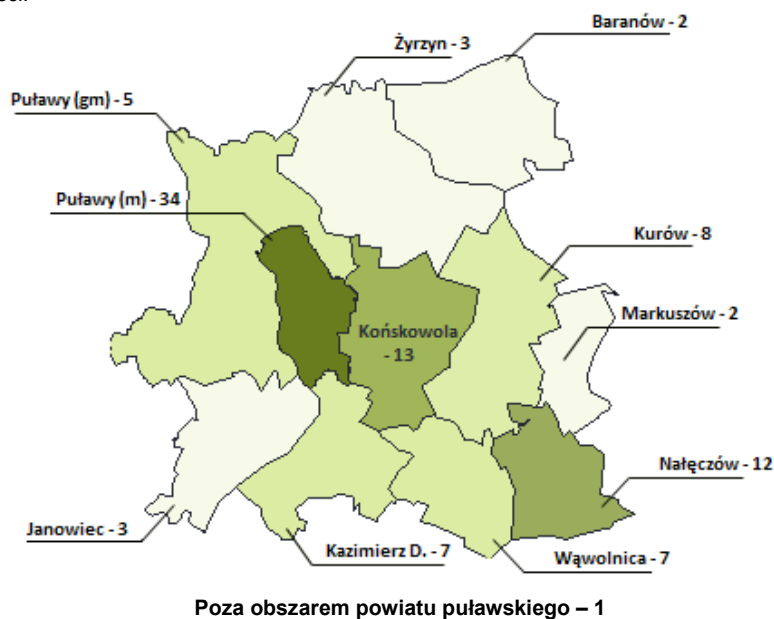 Baranów - 2
Żyrzyn - 3
Puławy (gm) - 5
Puławy (m) - 34
Kurów - 8
Markuszów - 2
Końskowola
- 13
Nałęczów - 12
Janowiec - 3
Kazimierz D. - 7
Wąwolnica - 7
Poza obszarem powiatu puławskiego – 1